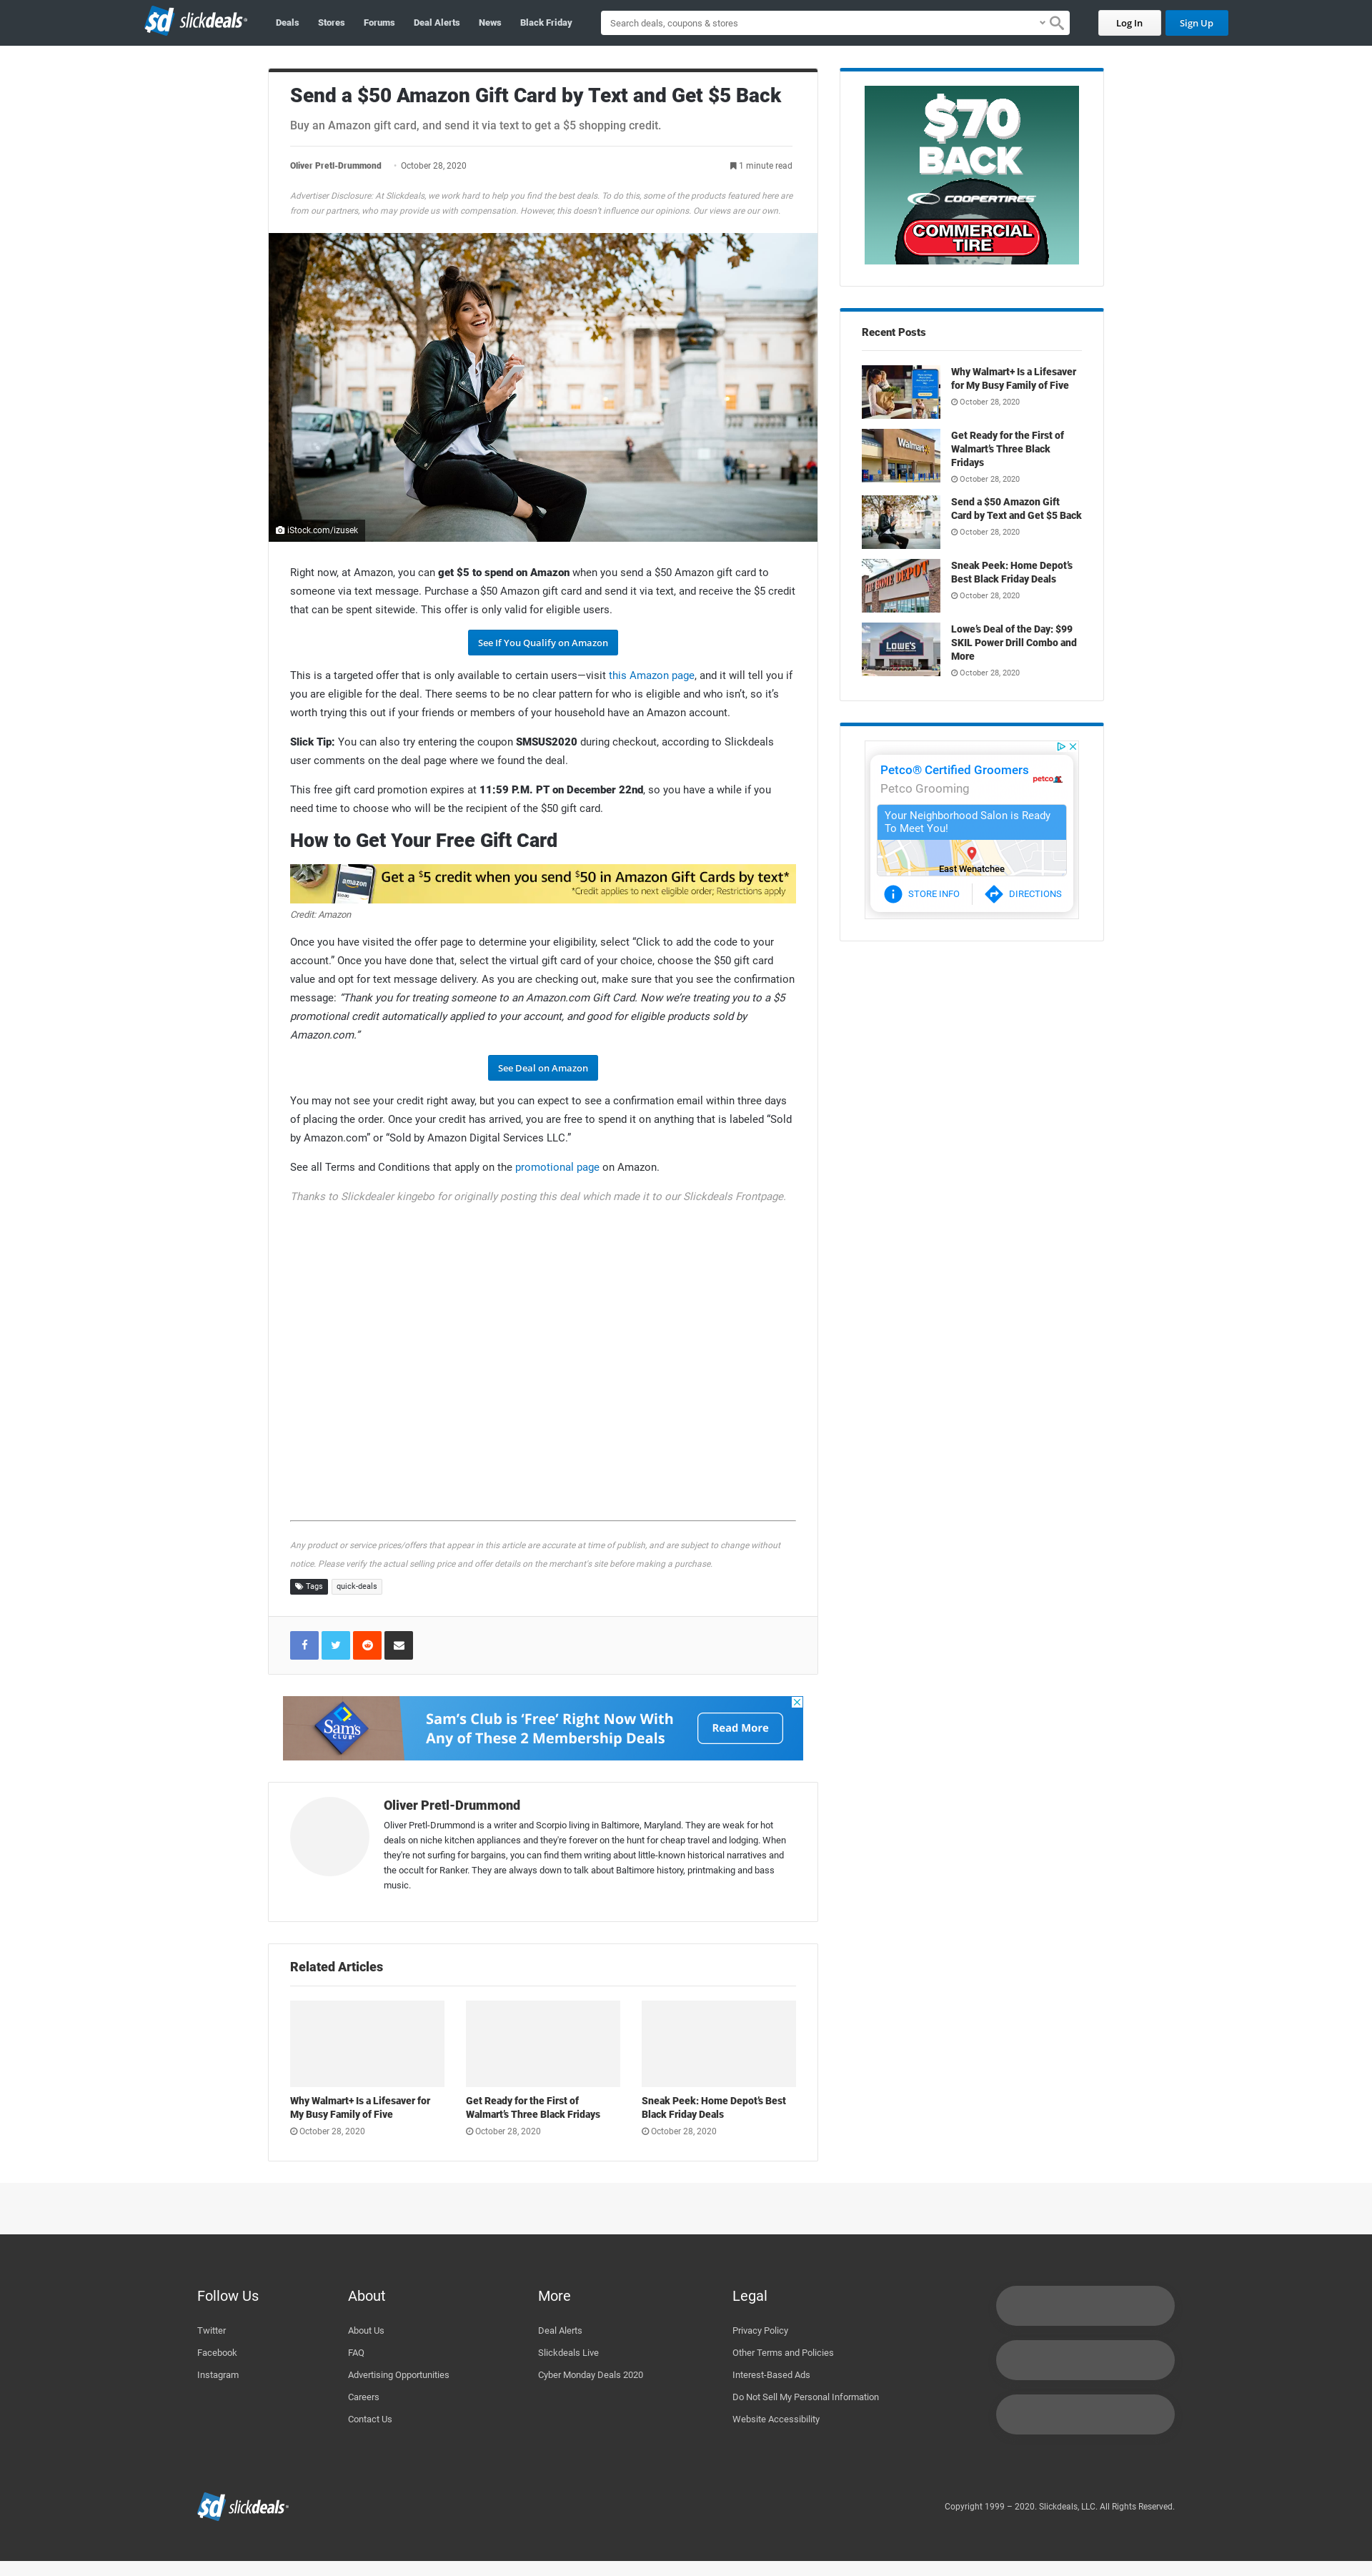 slickdeals
Deals
Stores
Forums
Deal Alerts
News
Black Friday
Search deals, coupons & stores
Log In
Sign Up
Send a $50 Amazon Gift Card by Text and Get $5 Back
Buy an Amazon gift card, and send it via text to get a $5 shopping credit.
Oliver Pretl-Drummond
October 28, 2020
1 minute read
Advertiser Disclosure: At Slickdeals, we work hard to help you find the best deals. To do this, some of the products featured here are
from our partners, who may provide us with compensation. However, this doesn't influence our opinions. Our views are our own.
iStock.com/izusek
Right now, at Amazon, you can get $5 to spend on Amazon when you send a $50 Amazon gift card to
someone via text message. Purchase a $50 Amazon gift card and send it via text, and receive the $5 credit
that can be spent sitewide. This offer is only valid for eligible users.
See If You Qualify on Amazon
This is a targeted offer that is only available to certain users—visit this Amazon page, and it will tell you if
you are eligible for the deal. There seems to be no clear pattern for who is eligible and who isn't, so it's
worth trying this out if your friends or members of your household have an Amazon account.
Slick Tip: You can also try entering the coupon SMSUS2020 during checkout, according to Slickdeals
user comments on the deal page where we found the deal.
This free gift card promotion expires at 11:59 P.M. PT on December 22nd, so you have a while if you
need time to choose who will be the recipient of the $50 gift card.
How to Get Your Free Gift Card
amazon
Get a $5 credit when you send $50 in Amazon Gift Cards by text*
*Credit applies to next eligible order; Restrictions apply
Credit: Amazon
Once you have visited the offer page to determine your eligibility, select “Click to add the code to your
account.” Once you have done that, select the virtual gift card of your choice, choose the $50 gift card
value and opt for text message delivery. As you are checking out, make sure that you see the confirmation
message: “Thank you for treating someone to an Amazon.com Gift Card. Now we’re treating you to a $5
promotional credit automatically applied to your account, and good for eligible products sold by
Amazon.com.”
See Deal on Amazon
You may not see your credit right away, but you can expect to see a confirmation email within three days
of placing the order. Once your credit has arrived, you are free to spend it on anything that is labeled “Sold
by Amazon.com” or “Sold by Amazon Digital Services LLC.”
See all Terms and Conditions that apply on the promotional page on Amazon.
Thanks to Slickdealer kingebo for originally posting this deal which made it to our Slickdeals Frontpage.
Any product or service prices/offers that appear in this article are accurate at time of publish, and are subject to change without
notice. Please verify the actual selling price and offer details on the merchant's site before making a purchase.
Tags
quick-deals
Sam's CLUB
Sam’s Club is ‘Free’ Right Now With
Any of These 2 Membership Deals
Read More
Oliver Pretl-Drummond
Oliver Pretl-Drummond is a writer and Scorpio living in Baltimore, Maryland. They are weak for hot
deals on niche kitchen appliances and they're forever on the hunt for cheap travel and lodging. When
they're not surfing for bargains, you can find them writing about little-known historical narratives and
the occult for Ranker. They are always down to talk about Baltimore history, printmaking and bass
music.
Related Articles
Why Walmart+ Is a Lifesaver for
My Busy Family of Five
October 28, 2020
Get Ready for the First of
Walmart’s Three Black Fridays
October 28, 2020
Sneak Peek: Home Depot’s Best
Black Friday Deals
October 28, 2020
$70
BACK
COOPERTIRES
COMMERCIAL
TIRE
Recent Posts
Why Walmart+ Is a Lifesaver
for My Busy Family of Five
October 28, 2020
Walmart
Get Ready for the First of
Walmart’s Three Black
Fridays
October 28, 2020
Send a $50 Amazon Gift
Card by Text and Get $5 Back
October 28, 2020
THE HOME DEPOT
Sneak Peek: Home Depot’s
Best Black Friday Deals
October 28, 2020
LOWE'S
Lowe’s Deal of the Day: $99
SKIL Power Drill Combo and
More
October 28, 2020
Petco® Certified Groomers
Petco Grooming
petco
Your Neighborhood Salon is Ready
To Meet You!
East Wenatchee
STORE INFO
DIRECTIONS
Follow Us
Twitter
Facebook
Instagram
About
About Us
FAQ
Advertising Opportunities
Careers
Contact Us
More
Deal Alerts
Slickdeals Live
Cyber Monday Deals 2020
Legal
Privacy Policy
Other Terms and Policies
Interest-Based Ads
Do Not Sell My Personal Information
Website Accessibility
slickdeals
Copyright 1999 – 2020. Slickdeals, LLC. All Rights Reserved.